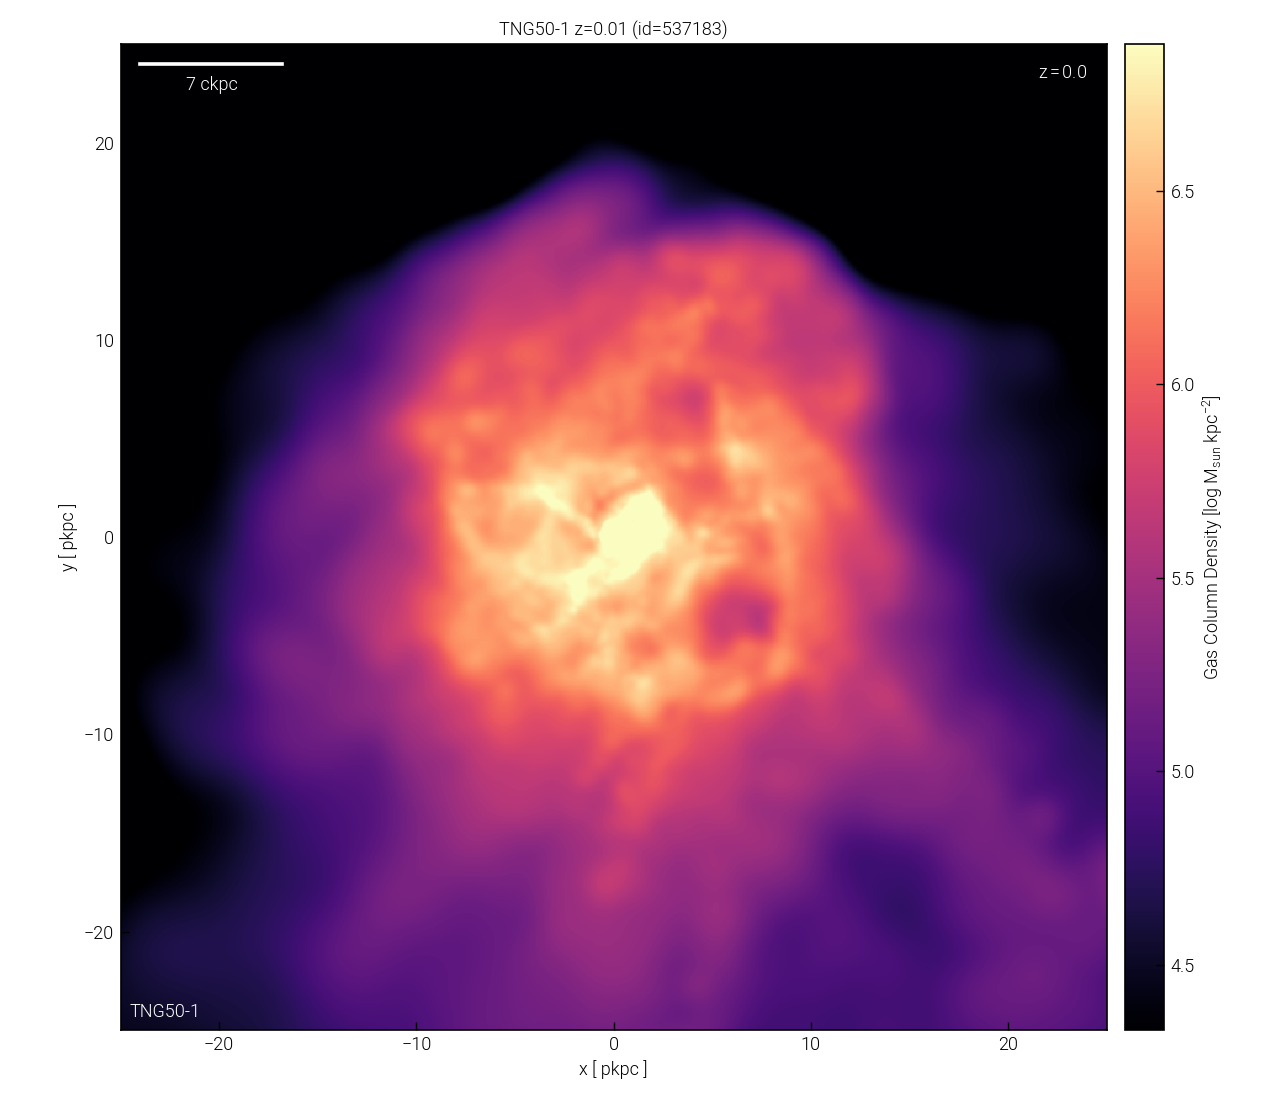 TNG50-1 z=0.01 (id=537183)
7 ckpc
z=0.0
20
10
0
−10
−20
y [ pkpc ]
TNG50-1
−20
−10
0
10
20
x [ pkpc ]
6.5
6.0
5.5
5.0
4.5
Gas Column Density [log M_sun kpc⁻²]